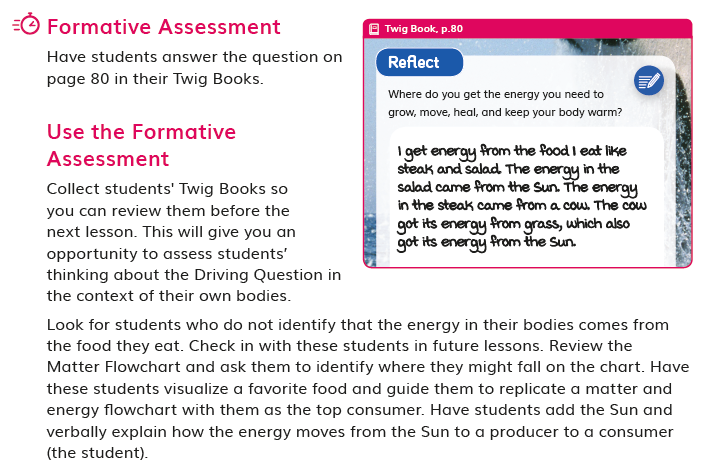 Formative Assessment
Have students answer the question on
page 80 in their Twig Books.
Use the Formative
Assessment
Collect students' Twig Books so
you can review them before the
next lesson. This will give you an
opportunity to assess students’
thinking about the Driving Question in
the context of their own bodies.
Twig Book, p.80
Reflect
Where do you get the energy you need to
grow, move, heal, and keep your body warm?
I get energy from the food I eat like
steak and salad. The energy in the
salad came from the Sun. The energy
in the steak came from a cow. The cow
got its energy from grass, which also
got its energy from the Sun.
Look for students who do not identify that the energy in their bodies comes from
the food they eat. Check in with these students in future lessons. Review the
Matter Flowchart and ask them to identify where they might fall on the chart. Have
these students visualize a favorite food and guide them to replicate a matter and
energy flowchart with them as the top consumer. Have students add the Sun and
verbally explain how the energy moves from the Sun to a producer to a consumer
(the student).